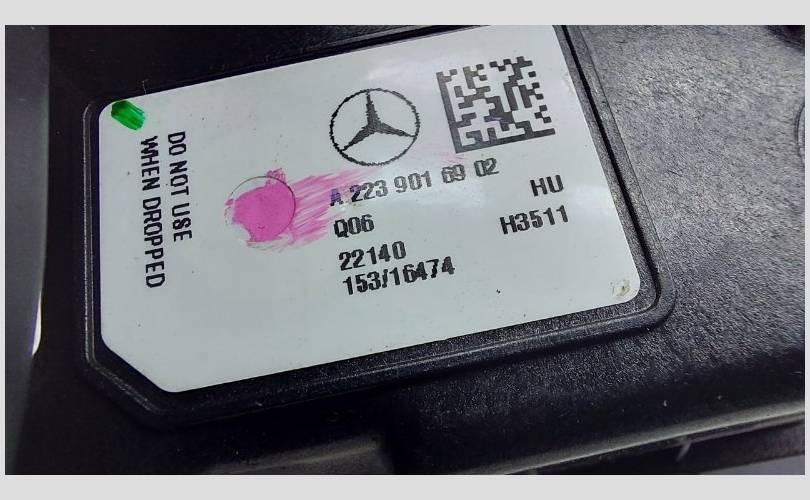 DO NOT USE
WHEN DROPPED
A 223 901 69 02
Q06
HU
22140
H3511
153/16474